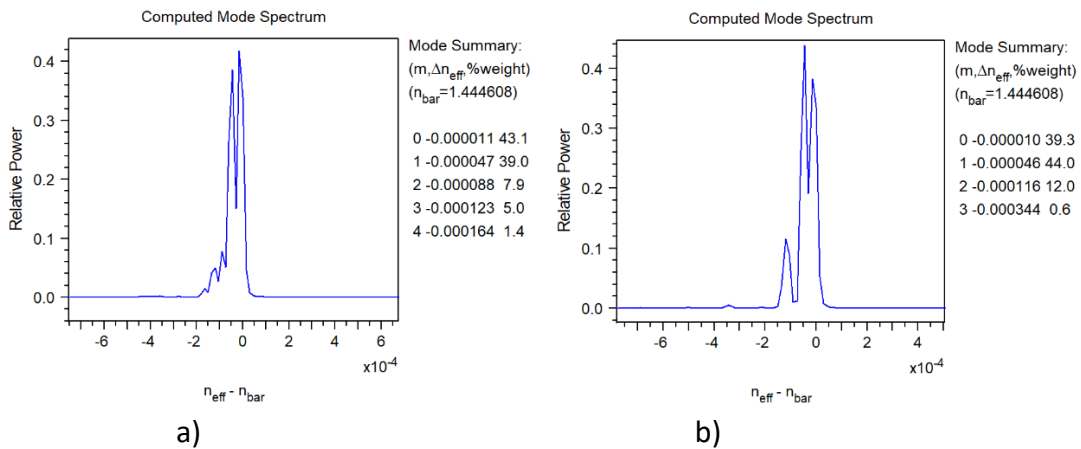 Computed Mode Spectrum
Relative Power
0.4
0.3
0.2
0.1
0.0
-6 -4 -2 0 2 4 6
x10-4
neff - nbar
Mode Summary:
(m,Δneff,%weight)
(nbar=1.444608)
0 -0.000011 43.1
1 -0.000047 39.0
2 -0.000088 7.9
3 -0.000123 5.0
4 -0.000164 1.4
a)
Computed Mode Spectrum
Relative Power
0.4
0.3
0.2
0.1
0.0
-6 -4 -2 0 2 4
x10-4
neff - nbar
Mode Summary:
(m,Δneff,%weight)
(nbar=1.444608)
0 -0.000010 39.3
1 -0.000046 44.0
2 -0.000116 12.0
3 -0.000344 0.6
b)